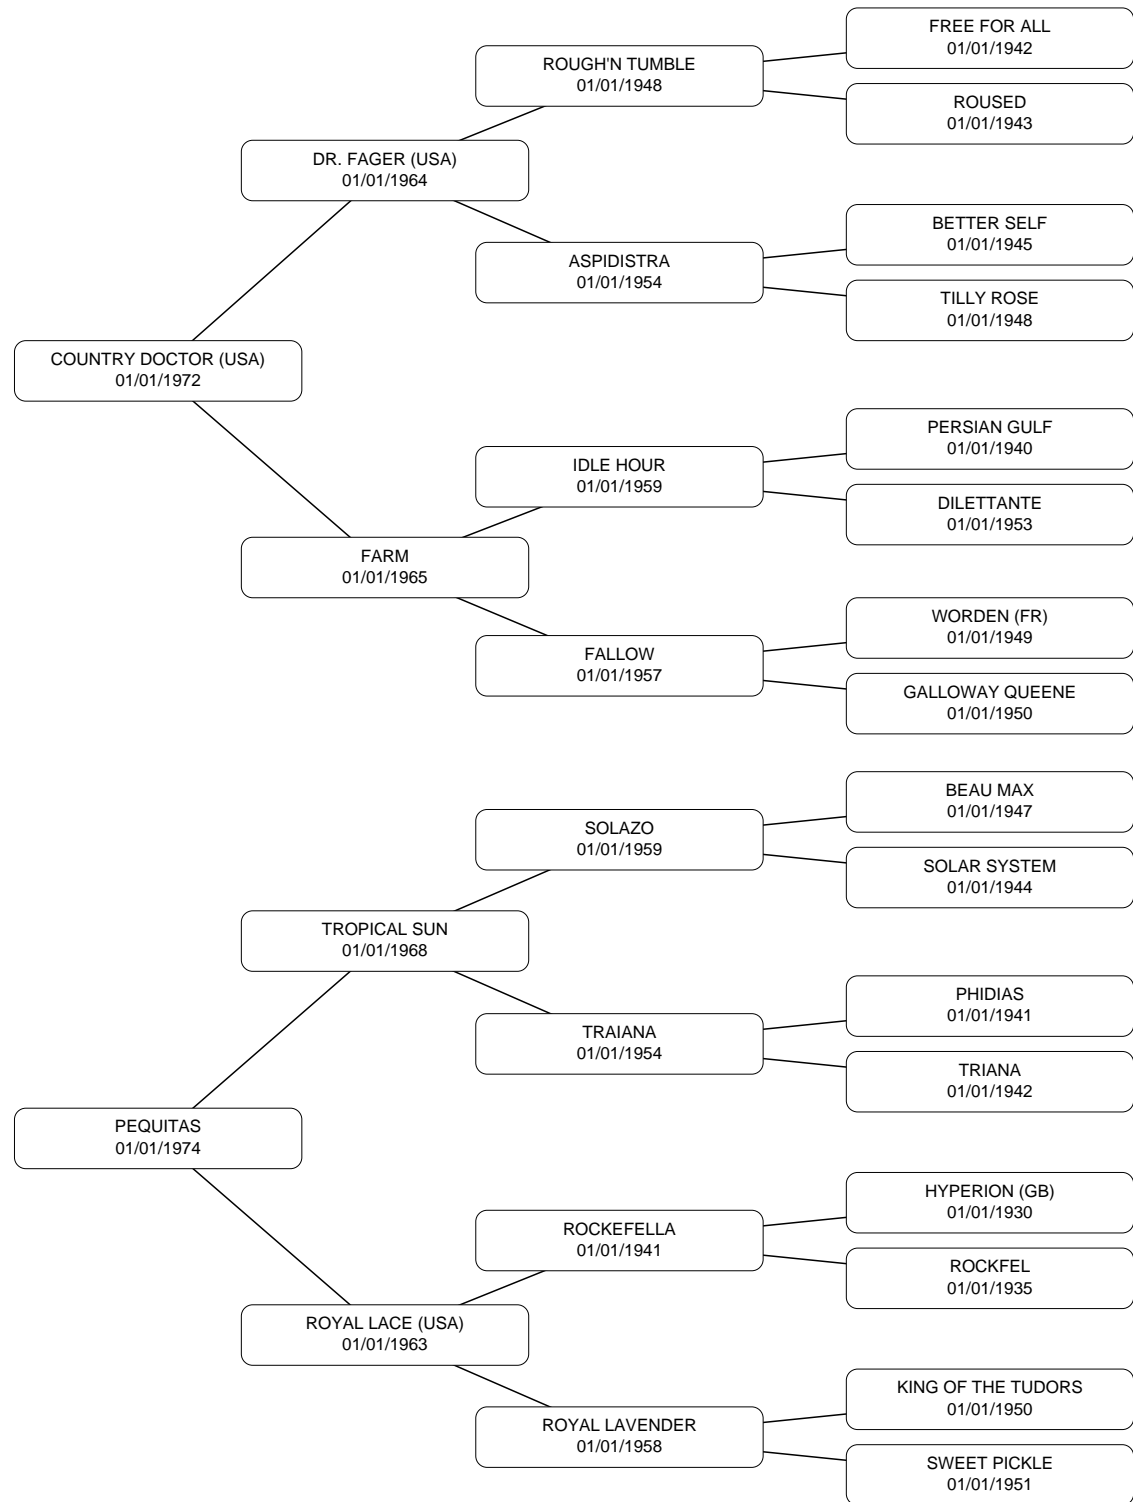 FREE FOR ALL
01/01/1942
ROUGH'N TUMBLE
01/01/1948
ROUSED
01/01/1943
DR. FAGER (USA)
01/01/1964
BETTER SELF
01/01/1945
ASPIDISTRA
01/01/1954
TILLY ROSE
01/01/1948
COUNTRY DOCTOR (USA)
01/01/1972
PERSIAN GULF
01/01/1940
IDLE HOUR
01/01/1959
DILETTANTE
01/01/1953
FARM
01/01/1965
WORDEN (FR)
01/01/1949
FALLOW
01/01/1957
GALLOWAY QUEENE
01/01/1950
BEAU MAX
01/01/1947
SOLAZO
01/01/1959
SOLAR SYSTEM
01/01/1944
TROPICAL SUN
01/01/1968
PHIDIAS
01/01/1941
TRAIANA
01/01/1954
TRIANA
01/01/1942
PEQUITAS
01/01/1974
HYPERION (GB)
01/01/1930
ROCKEFELLA
01/01/1941
ROCKFEL
01/01/1935
ROYAL LACE (USA)
01/01/1963
KING OF THE TUDORS
01/01/1950
ROYAL LAVENDER
01/01/1958
SWEET PICKLE
01/01/1951